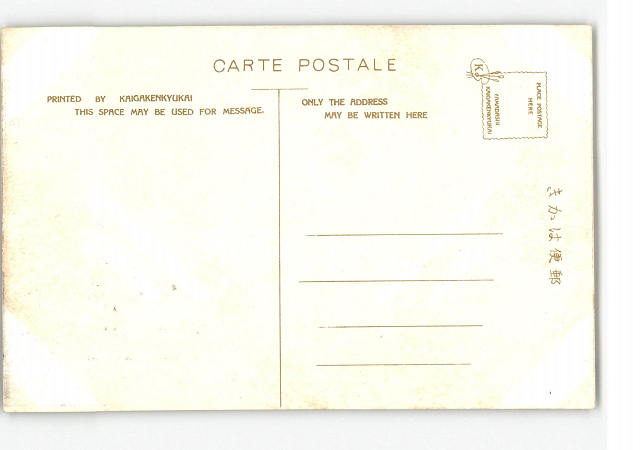 CARTE POSTALE
PRINTED BY KAIGAKENKYUKAI
THIS SPACE MAY BE USED FOR MESSAGE.
ONLY THE ADDRESS
MAY BE WRITTEN HERE
K
PLACE POSTAGE
HERE
KAIGAKENKYUKAI
きかは便郵